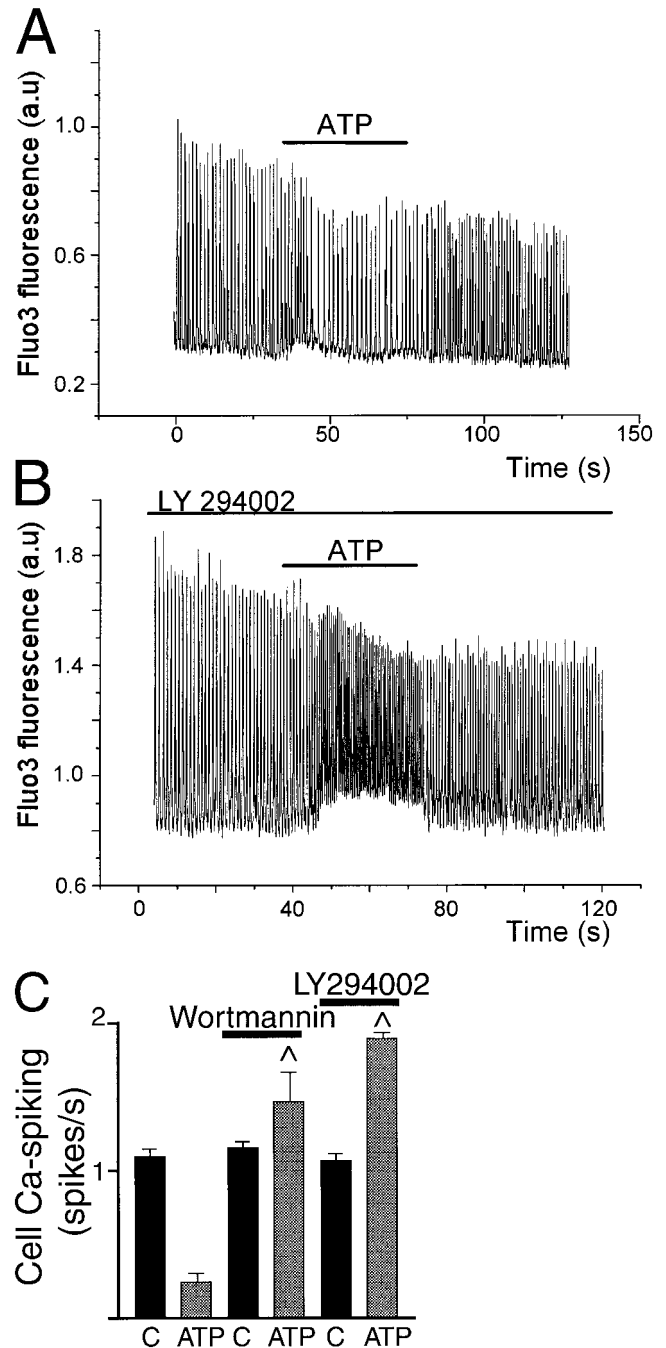 A
Fluo3 fluorescence (a.u)
ATP
1.0
0.6
0.2
0 50 100 150
Time (s)
B
Fluo3 fluorescence (a.u)
LY 294002
ATP
1.8
1.4
1.0
0.6
0 40 80 120
Time (s)
C
Cell Ca-spiking
(spikes/s)
LY294002
Wortmannin
^ ^
2
1
C ATP C ATP C ATP